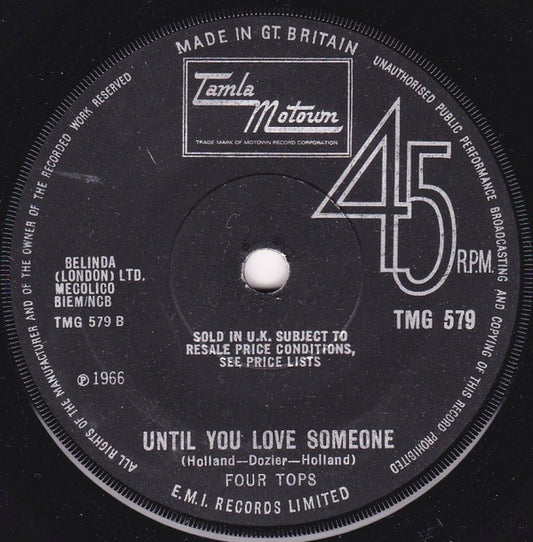 MADE IN GT. BRITAIN
UNAUTHORISED PUBLIC PERFORMANCE BROADCASTING AND COPYING OF THIS RECORD PROHIBITED
ALL RIGHTS OF THE MANUFACTURER AND OF THE OWNER OF THE RECORDED WORK RESERVED
Tamla
Motown
TRADE MARK OF MOTOWN RECORD CORPORATION
45
R.P.M.
BELINDA
(LONDON) LTD.
MECOLICO
BIEM/NCB
TMG 579 B
TMG 579
SOLD IN U.K. SUBJECT TO
RESALE PRICE CONDITIONS,
SEE PRICE LISTS
℗ 1966
UNTIL YOU LOVE SOMEONE
(Holland—Dozier—Holland)
FOUR TOPS
E.M.I. RECORDS LIMITED